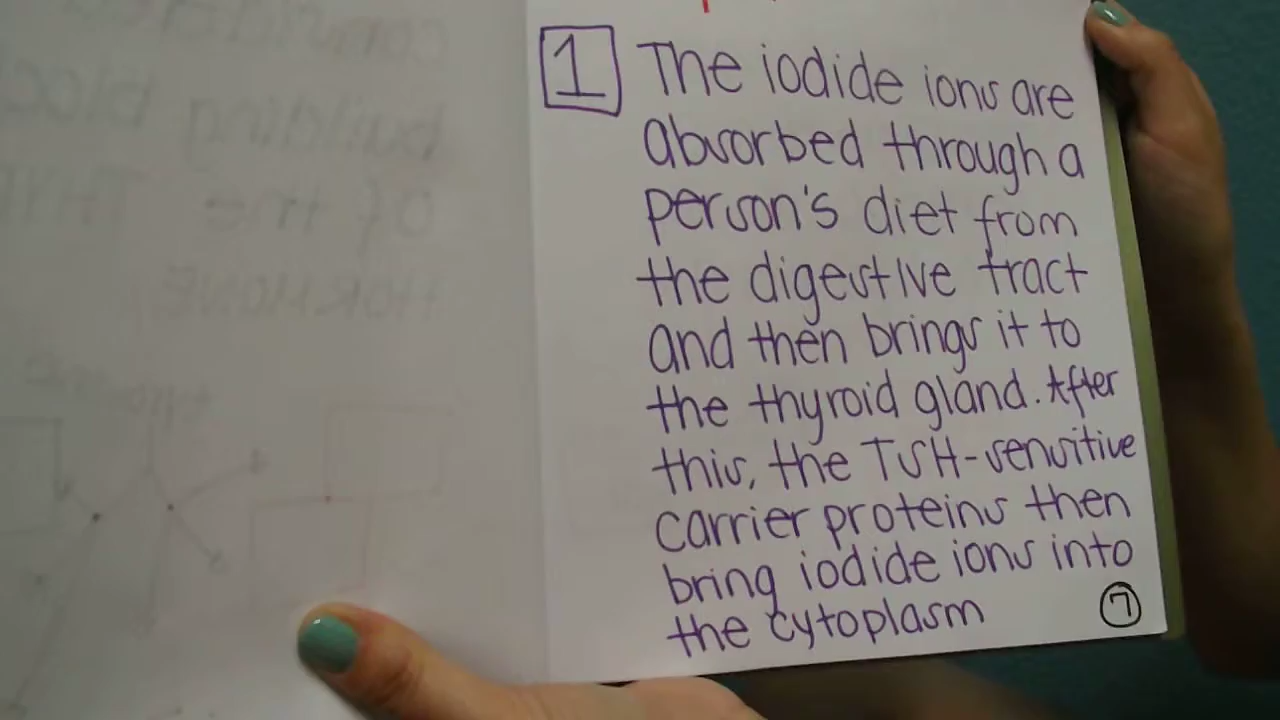 1 The iodide ions are
absorbed through a
person's diet from
the digestive tract
and then brings it to
the thyroid gland. After
this, the TSH-sensitive
carrier proteins then
bring iodide ions into
the cytoplasm
7